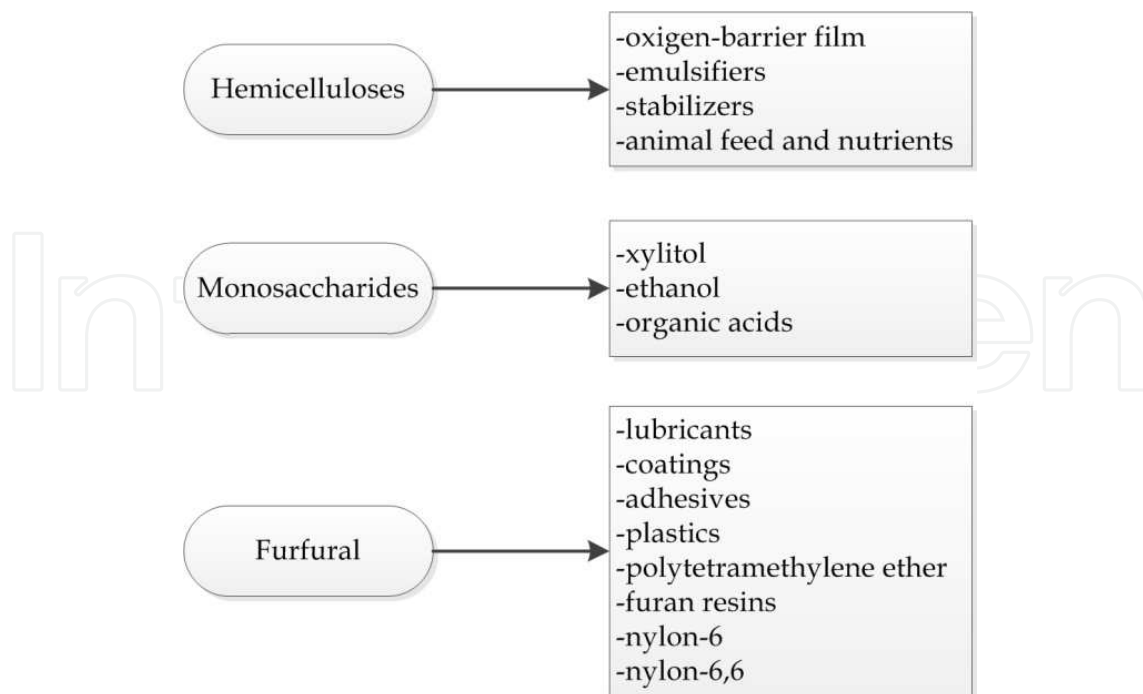 Hemicelluloses
-oxigen-barrier film
-emulsifiers
-stabilizers
-animal feed and nutrients
Monosaccharides
-xylitol
-ethanol
-organic acids
Furfural
-lubricants
-coatings
-adhesives
-plastics
-polytetramethylene ether
-furan resins
-nylon-6
-nylon-6,6